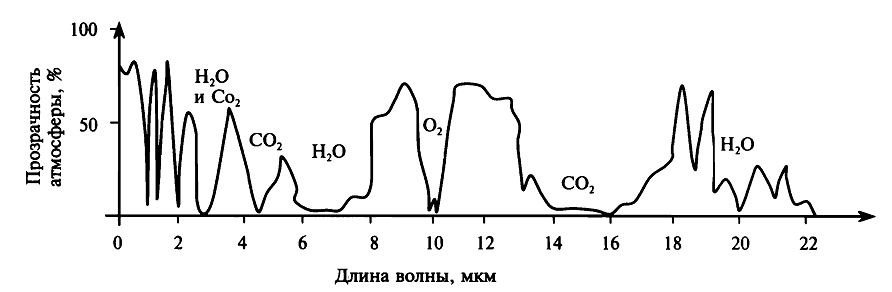 100
50
Прозрачность
атмосферы, %
H₂O
и Co₂
CO₂
H₂O
O₂
CO₂
H₂O
0 2 4 6 8 10 12 14 16 18 20 22
Длина волны, мкм